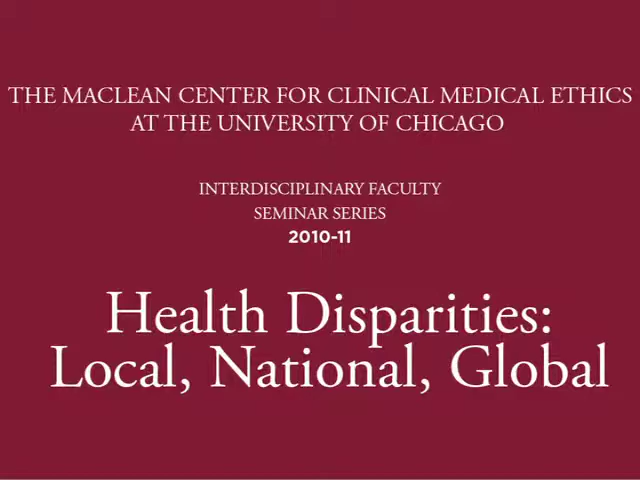 THE MACLEAN CENTER FOR CLINICAL MEDICAL ETHICS
AT THE UNIVERSITY OF CHICAGO
INTERDISCIPLINARY FACULTY
SEMINAR SERIES
2010-11
Health Disparities:
Local, National, Global